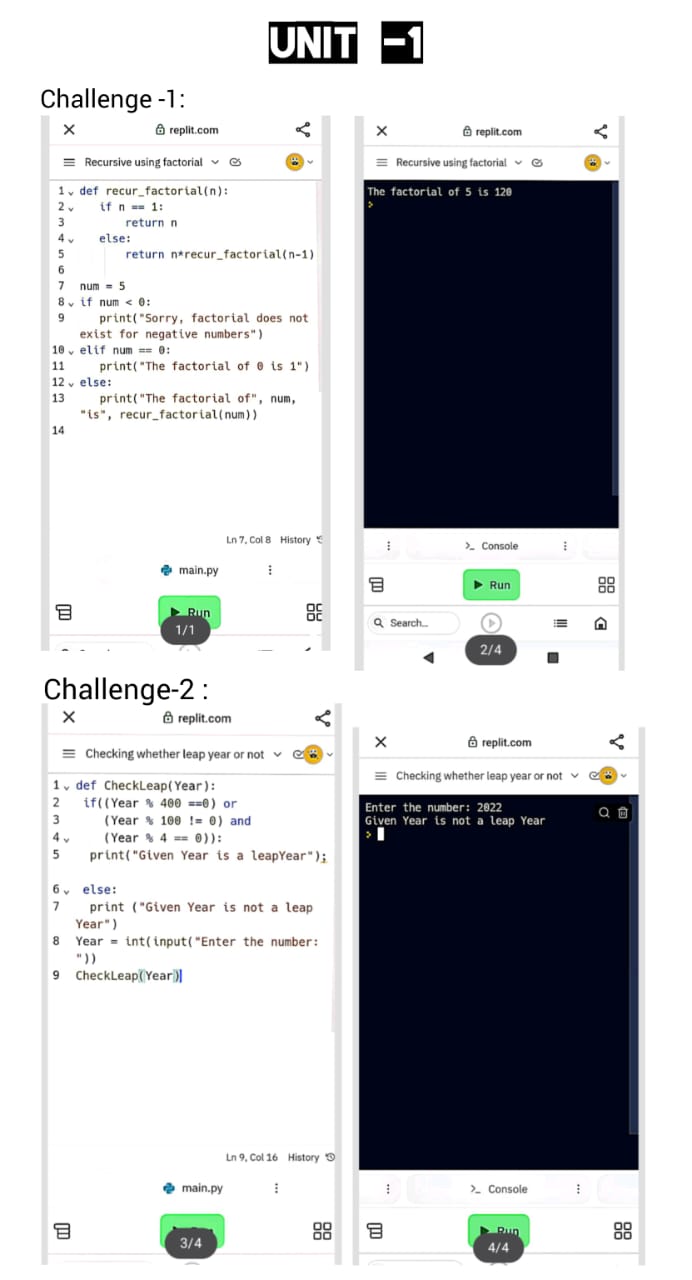 UNIT -1
Challenge -1:
replit.com
Recursive using factorial
1 def recur_factorial(n):
2 if n == 1:
3 return n
4 else:
5 return n*recur_factorial(n-1)
6
7 num = 5
8 if num < 0:
9 print("Sorry, factorial does not
exist for negative numbers")
10 elif num == 0:
11 print("The factorial of 0 is 1")
12 else:
13 print("The factorial of", num,
"is", recur_factorial(num))
14
Ln 7, Col 8 History
main.py
Run
1/1
replit.com
Recursive using factorial
The factorial of 5 is 120
>
>_ Console
Run
Search...
2/4
Challenge-2 :
replit.com
Checking whether leap year or not
1 def CheckLeap(Year):
2 if((Year % 400 ==0) or
3 (Year % 100 != 0) and
4 (Year % 4 == 0)):
5 print("Given Year is a leapYear");
6 else:
7 print ("Given Year is not a leap
Year")
8 Year = int(input("Enter the number:
"))
9 CheckLeap(Year)
Ln 9, Col 16 History
main.py
3/4
replit.com
Checking whether leap year or not
Enter the number: 2022
Given Year is not a leap Year
>
>_ Console
Run
4/4